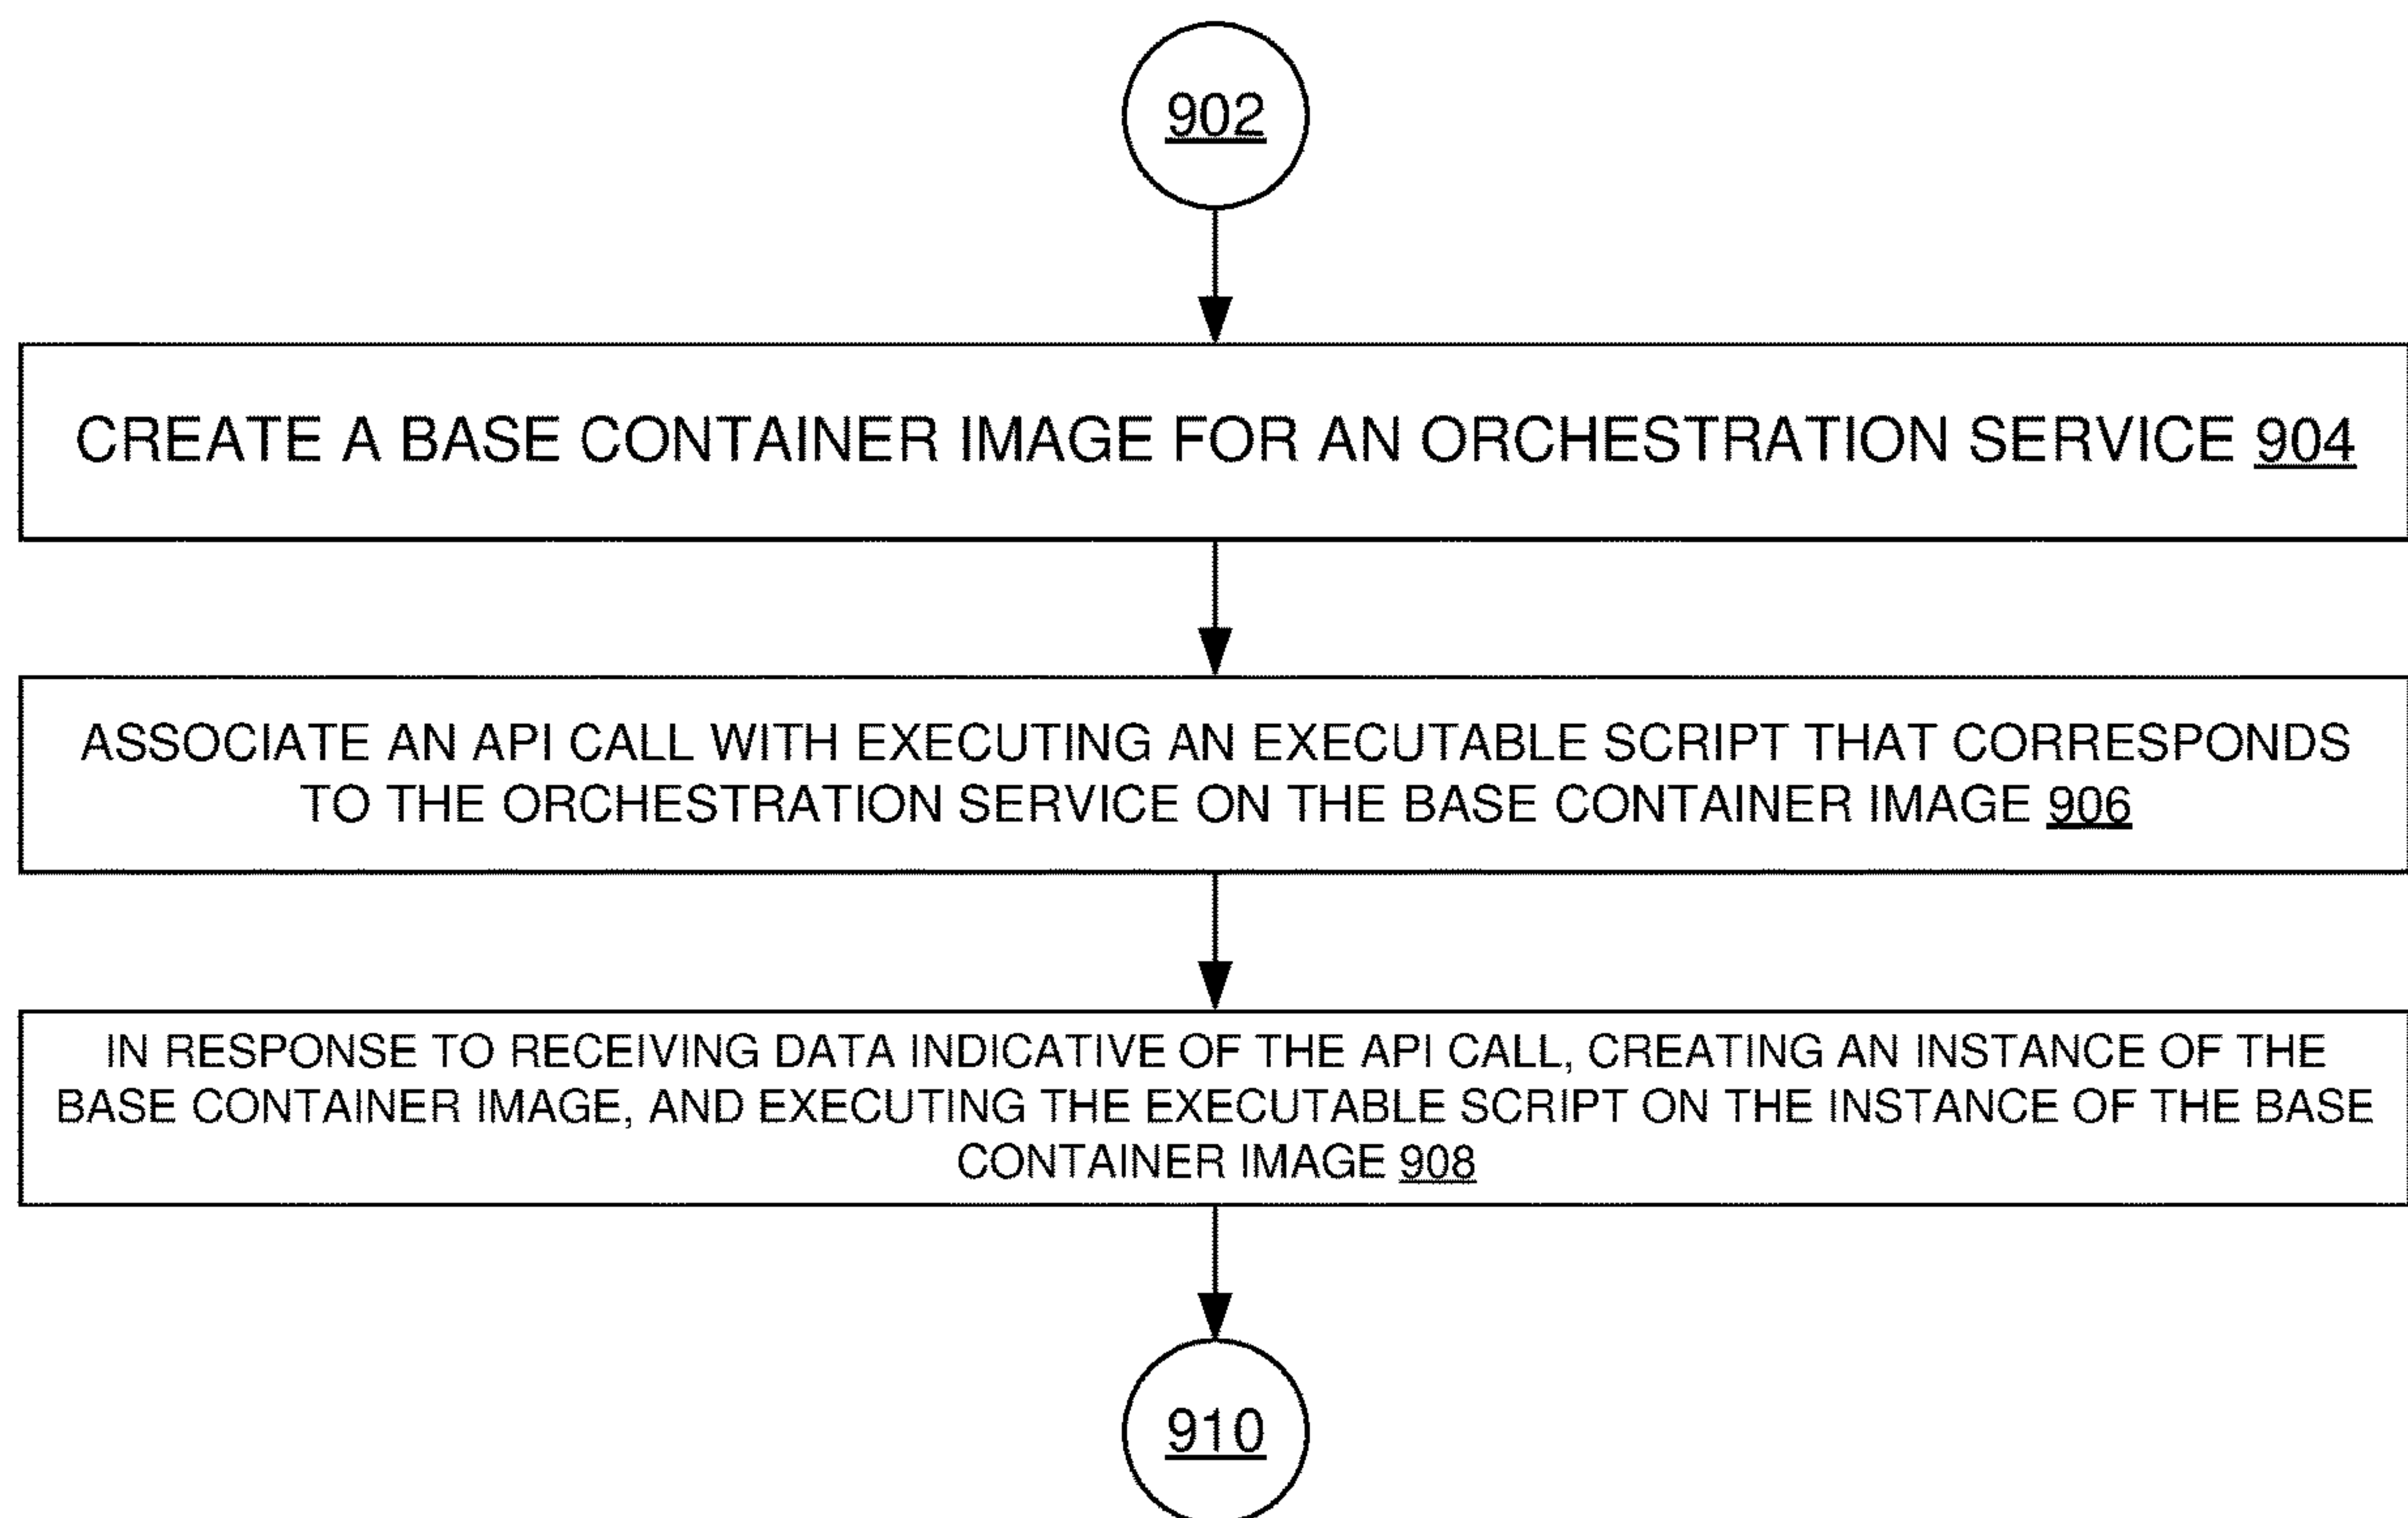 902
CREATE A BASE CONTAINER IMAGE FOR AN ORCHESTRATION SERVICE 904
ASSOCIATE AN API CALL WITH EXECUTING AN EXECUTABLE SCRIPT THAT CORRESPONDS
TO THE ORCHESTRATION SERVICE ON THE BASE CONTAINER IMAGE 906
IN RESPONSE TO RECEIVING DATA INDICATIVE OF THE API CALL, CREATING AN INSTANCE OF THE
BASE CONTAINER IMAGE, AND EXECUTING THE EXECUTABLE SCRIPT ON THE INSTANCE OF THE BASE
CONTAINER IMAGE 908
910